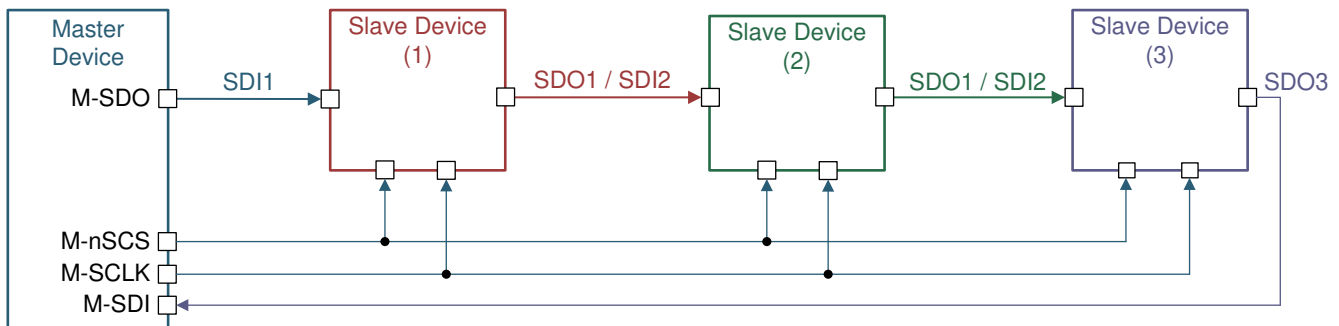 Master
Device
M-SDO
SDI1
Slave Device
(1)
SDO1 / SDI2
Slave Device
(2)
SDO1 / SDI2
Slave Device
(3)
SDO3
M-nSCS
M-SCLK
M-SDI